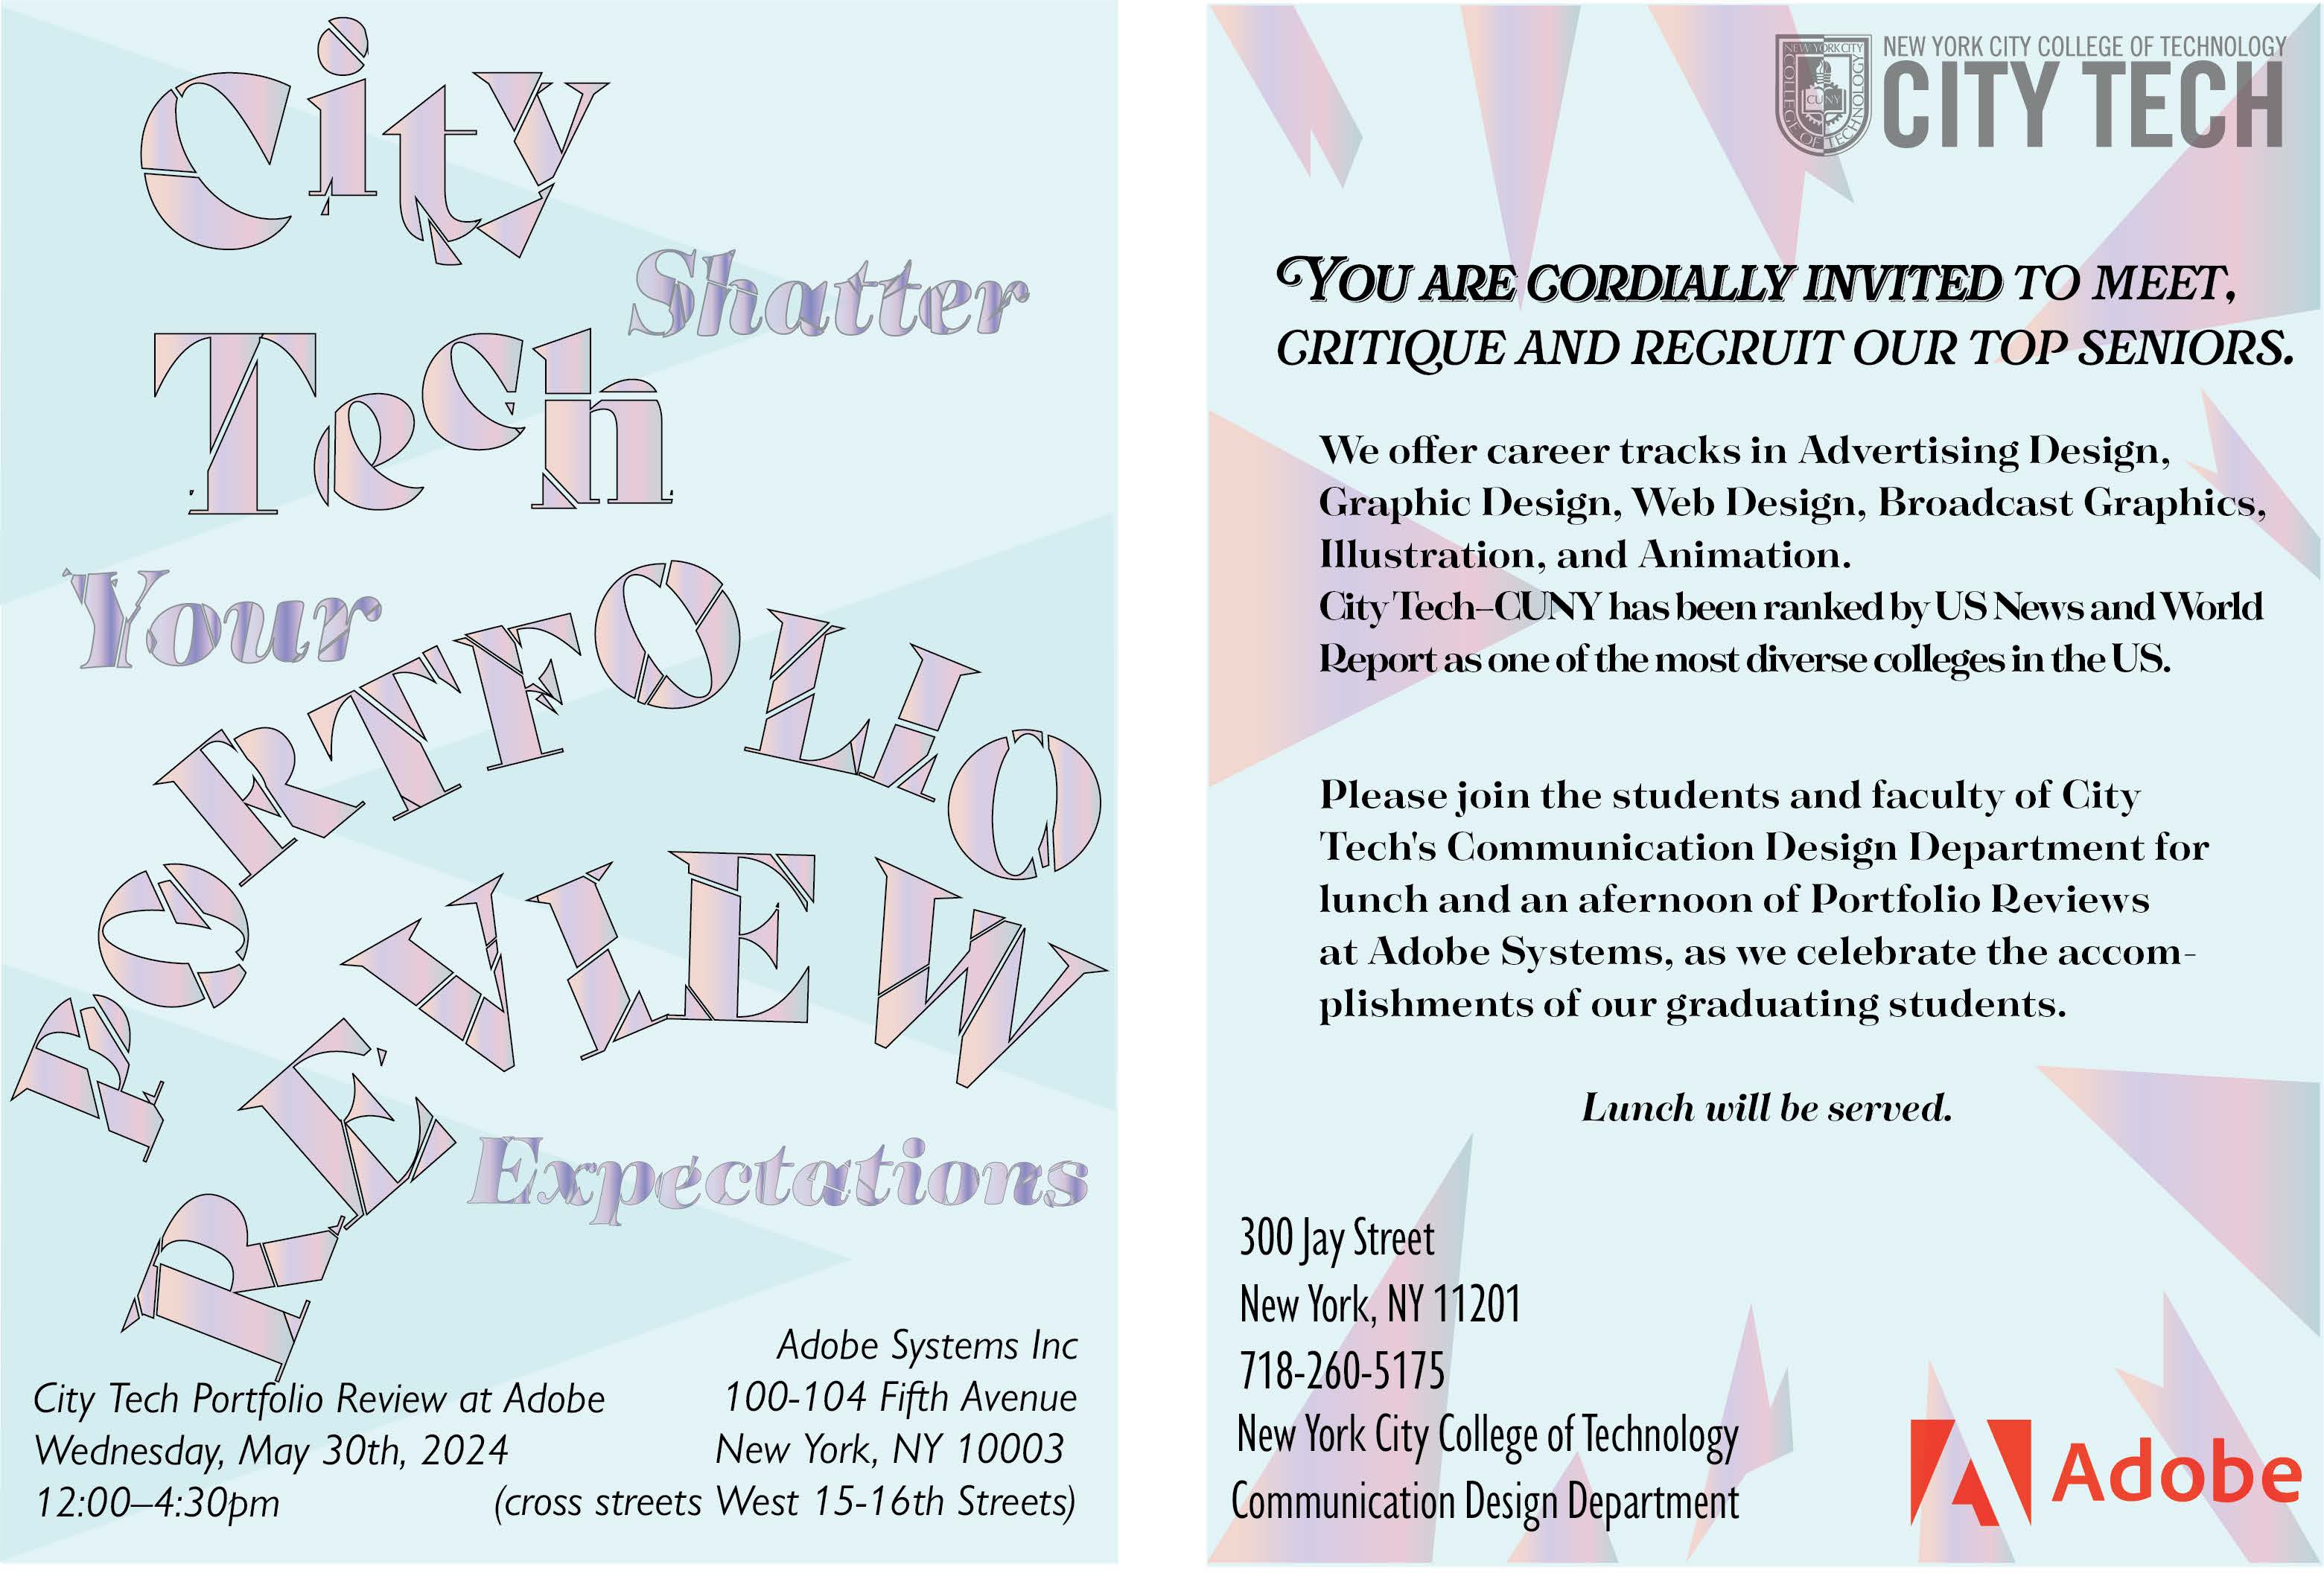 City
Shatter
Tech
Your
PORTFOLIO
REVIEW
Expectations
City Tech Portfolio Review at Adobe
Wednesday, May 30th, 2024
12:00–4:30pm
Adobe Systems Inc
100-104 Fifth Avenue
New York, NY 10003
(cross streets West 15-16th Streets)
NEW YORK CITY COLLEGE OF TECHNOLOGY
CITY TECH
NEW YORK CITY
COLLEGE OF TECHNOLOGY
CUNY
YOU ARE CORDIALLY INVITED TO MEET,
CRITIQUE AND RECRUIT OUR TOP SENIORS.
We offer career tracks in Advertising Design,
Graphic Design, Web Design, Broadcast Graphics,
Illustration, and Animation.
City Tech–CUNY has been ranked by US News and World
Report as one of the most diverse colleges in the US.
Please join the students and faculty of City
Tech's Communication Design Department for
lunch and an afernoon of Portfolio Reviews
at Adobe Systems, as we celebrate the accom-
plishments of our graduating students.
Lunch will be served.
300 Jay Street
New York, NY 11201
718-260-5175
New York City College of Technology
Communication Design Department
Adobe